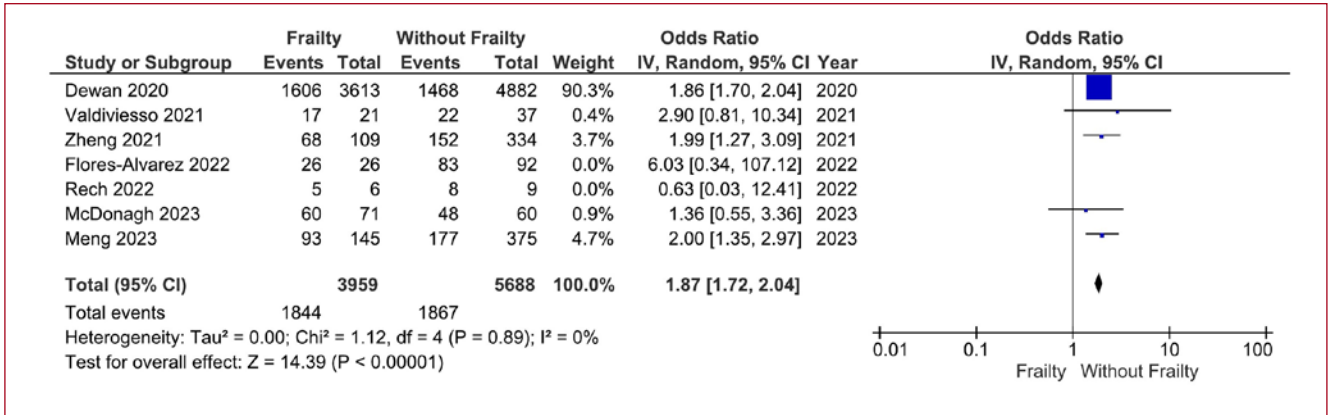 Frailty Without Frailty Odds Ratio Odds Ratio
Study or Subgroup Events Total Events Total Weight IV, Random, 95% CI Year IV, Random, 95% CI
Dewan 2020 1606 3613 1468 4882 90.3% 1.86 [1.70, 2.04] 2020
Valdiviesso 2021 17 21 22 37 0.4% 2.90 [0.81, 10.34] 2021
Zheng 2021 68 109 152 334 3.7% 1.99 [1.27, 3.09] 2021
Flores-Alvarez 2022 26 26 83 92 0.0% 6.03 [0.34, 107.12] 2022
Rech 2022 5 6 8 9 0.0% 0.63 [0.03, 12.41] 2022
McDonagh 2023 60 71 48 60 0.9% 1.36 [0.55, 3.36] 2023
Meng 2023 93 145 177 375 4.7% 2.00 [1.35, 2.97] 2023
Total (95% CI) 3959 5688 100.0% 1.87 [1.72, 2.04]
Total events 1844 1867
Heterogeneity: Tau² = 0.00; Chi² = 1.12, df = 4 (P = 0.89); I² = 0%
Test for overall effect: Z = 14.39 (P < 0.00001)
0.01 0.1 1 10 100
Frailty Without Frailty